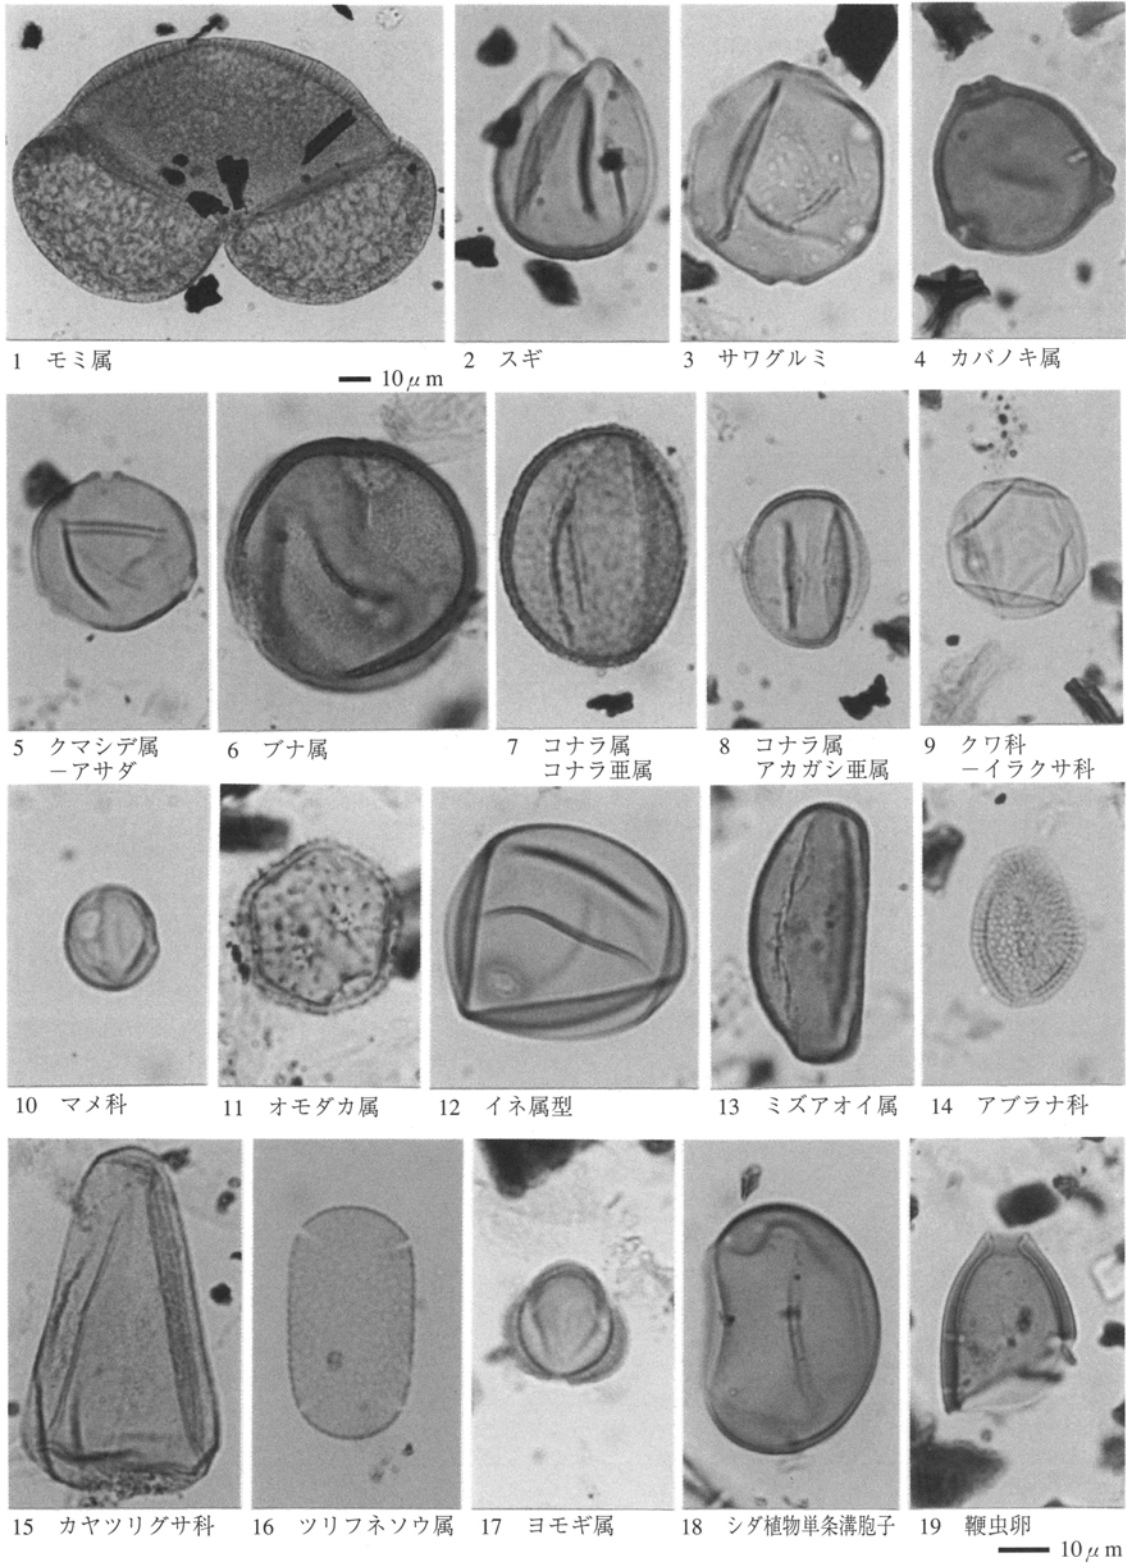 1 モミ属
2 スギ
3 サワグルミ
4 カバノキ属
10μm
5 クマシデ属
－アサダ
6 ブナ属
7 コナラ属
コナラ亜属
8 コナラ属
アカガシ亜属
9 クワ科
－イラクサ科
10 マメ科
11 オモダカ属
12 イネ属型
13 ミズアオイ属
14 アブラナ科
15 カヤツリグサ科
16 ツリフネソウ属
17 ヨモギ属
18 シダ植物単条溝胞子
19 鞭虫卵
10μm